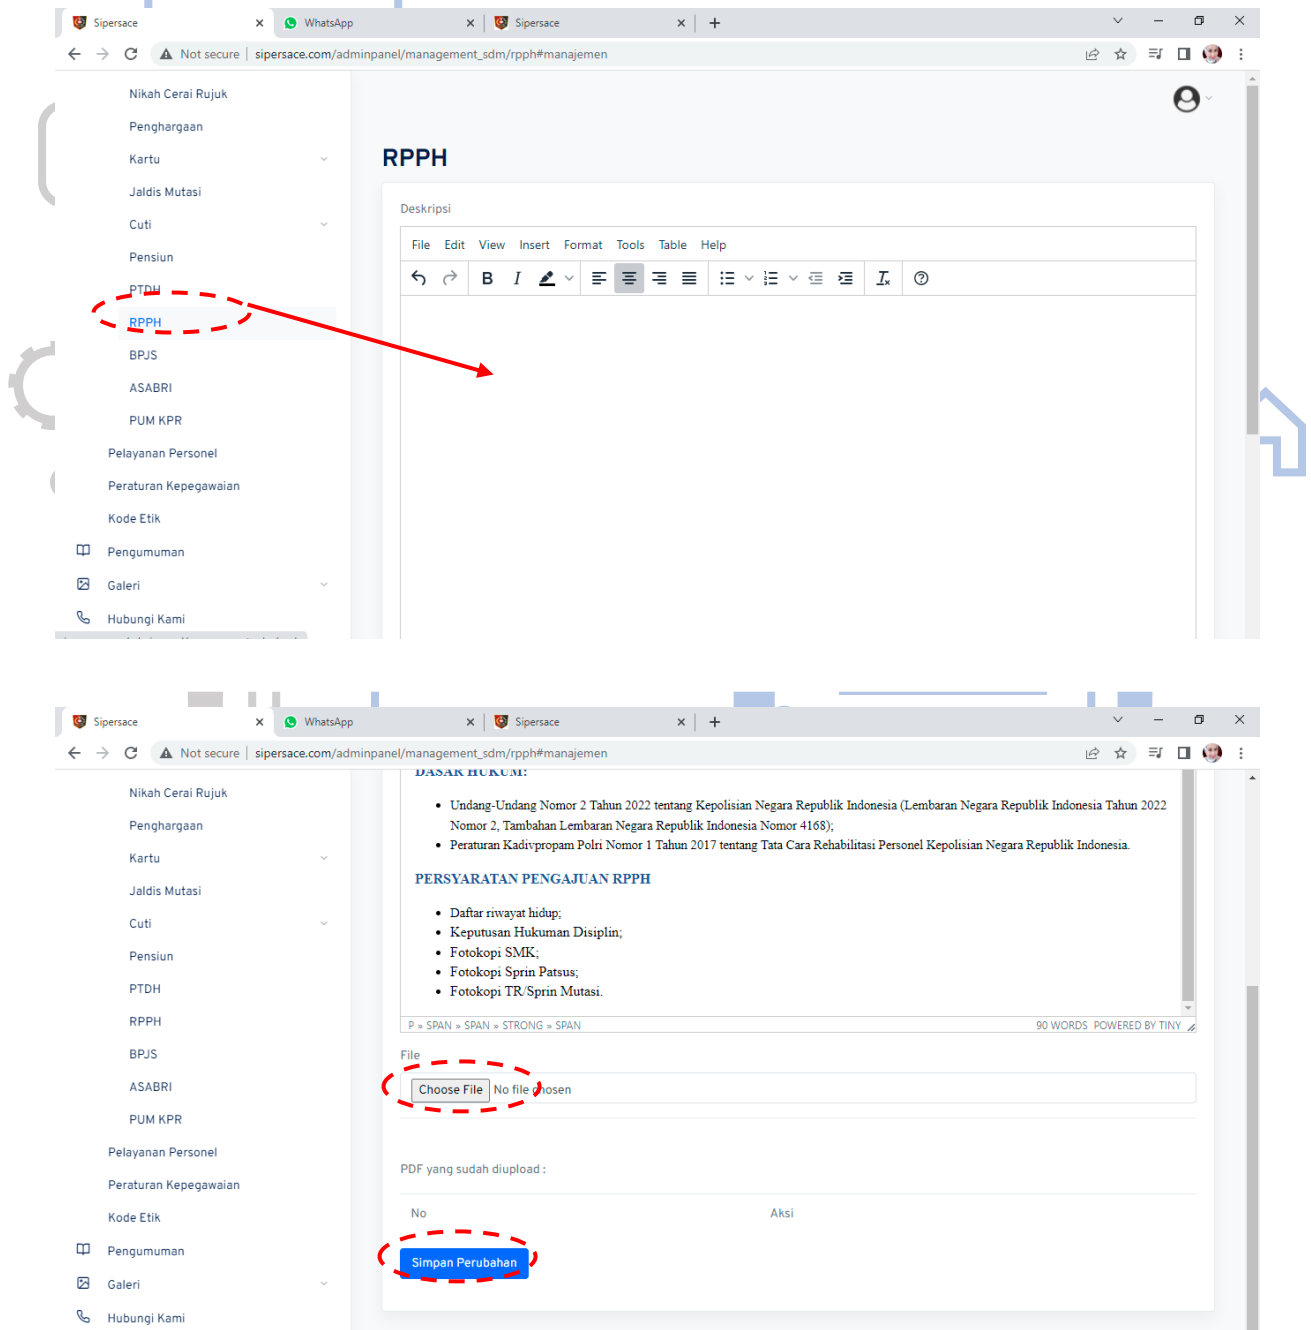 Sipersace
WhatsApp
Sipersace
Not secure | sipersace.com/adminpanel/management_sdm/rpph#manajemen
Nikah Cerai Rujuk
Penghargaan
Kartu
Jaldis Mutasi
Cuti
Pensiun
PTDH
RPPH
BPJS
ASABRI
PUM KPR
Pelayanan Personel
Peraturan Kepegawaian
Kode Etik
Pengumuman
Galeri
Hubungi Kami
RPPH
Deskripsi
File Edit View Insert Format Tools Table Help
Sipersace
WhatsApp
Sipersace
Not secure | sipersace.com/adminpanel/management_sdm/rpph#manajemen
Nikah Cerai Rujuk
Penghargaan
Kartu
Jaldis Mutasi
Cuti
Pensiun
PTDH
RPPH
BPJS
ASABRI
PUM KPR
Pelayanan Personel
Peraturan Kepegawaian
Kode Etik
Pengumuman
Galeri
Hubungi Kami
DASAR HUKUM:
• Undang-Undang Nomor 2 Tahun 2022 tentang Kepolisian Negara Republik Indonesia (Lembaran Negara Republik Indonesia Tahun 2022
Nomor 2, Tambahan Lembaran Negara Republik Indonesia Nomor 4168);
• Peraturan Kadivpropam Polri Nomor 1 Tahun 2017 tentang Tata Cara Rehabilitasi Personel Kepolisian Negara Republik Indonesia.
PERSYARATAN PENGAJUAN RPPH
• Daftar riwayat hidup;
• Keputusan Hukuman Disiplin;
• Fotokopi SMK;
• Fotokopi Sprin Patsus;
• Fotokopi TR/Sprin Mutasi.
P » SPAN » SPAN » STRONG » SPAN
90 WORDS POWERED BY TINY
File
Choose File No file chosen
PDF yang sudah diupload :
No Aksi
Simpan Perubahan